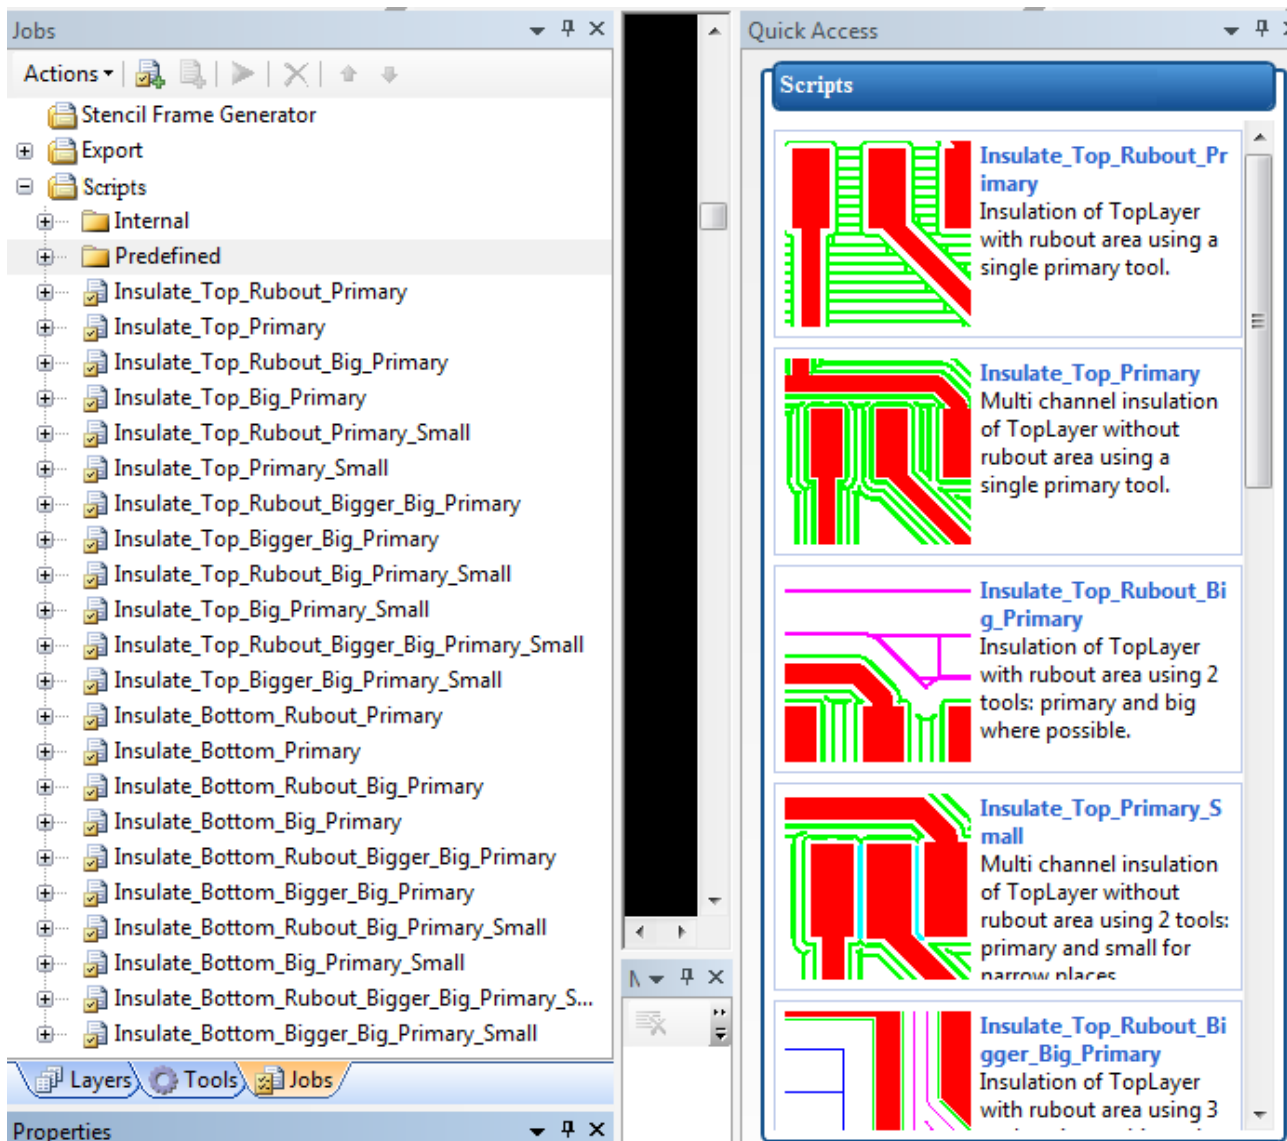 Jobs
Actions
Stencil Frame Generator
Export
Scripts
Internal
Predefined
Insulate_Top_Rubout_Primary
Insulate_Top_Primary
Insulate_Top_Rubout_Big_Primary
Insulate_Top_Big_Primary
Insulate_Top_Rubout_Primary_Small
Insulate_Top_Primary_Small
Insulate_Top_Rubout_Bigger_Big_Primary
Insulate_Top_Bigger_Big_Primary
Insulate_Top_Rubout_Big_Primary_Small
Insulate_Top_Big_Primary_Small
Insulate_Top_Rubout_Bigger_Big_Primary_Small
Insulate_Top_Bigger_Big_Primary_Small
Insulate_Bottom_Rubout_Primary
Insulate_Bottom_Primary
Insulate_Bottom_Rubout_Big_Primary
Insulate_Bottom_Big_Primary
Insulate_Bottom_Rubout_Bigger_Big_Primary
Insulate_Bottom_Bigger_Big_Primary
Insulate_Bottom_Rubout_Big_Primary_Small
Insulate_Bottom_Big_Primary_Small
Insulate_Bottom_Rubout_Bigger_Big_Primary_S...
Insulate_Bottom_Bigger_Big_Primary_Small
Layers Tools Jobs
Properties
Quick Access
Scripts
Insulate_Top_Rubout_Pr
imary
Insulation of TopLayer
with rubout area using a
single primary tool.
Insulate_Top_Primary
Multi channel insulation
of TopLayer without
rubout area using a
single primary tool.
Insulate_Top_Rubout_Bi
g_Primary
Insulation of TopLayer
with rubout area using 2
tools: primary and big
where possible.
Insulate_Top_Primary_S
mall
Multi channel insulation
of TopLayer without
rubout area using 2 tools:
primary and small for
narrow places
Insulate_Top_Rubout_Bi
gger_Big_Primary
Insulation of TopLayer
with rubout area using 3